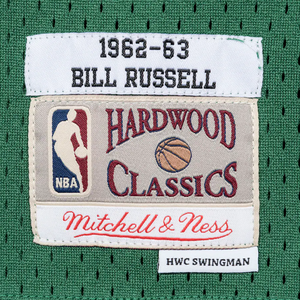 1962-63
BILL RUSSELL
NBA
HARDWOOD
CLASSICS
Mitchell & Ness
HWC SWINGMAN